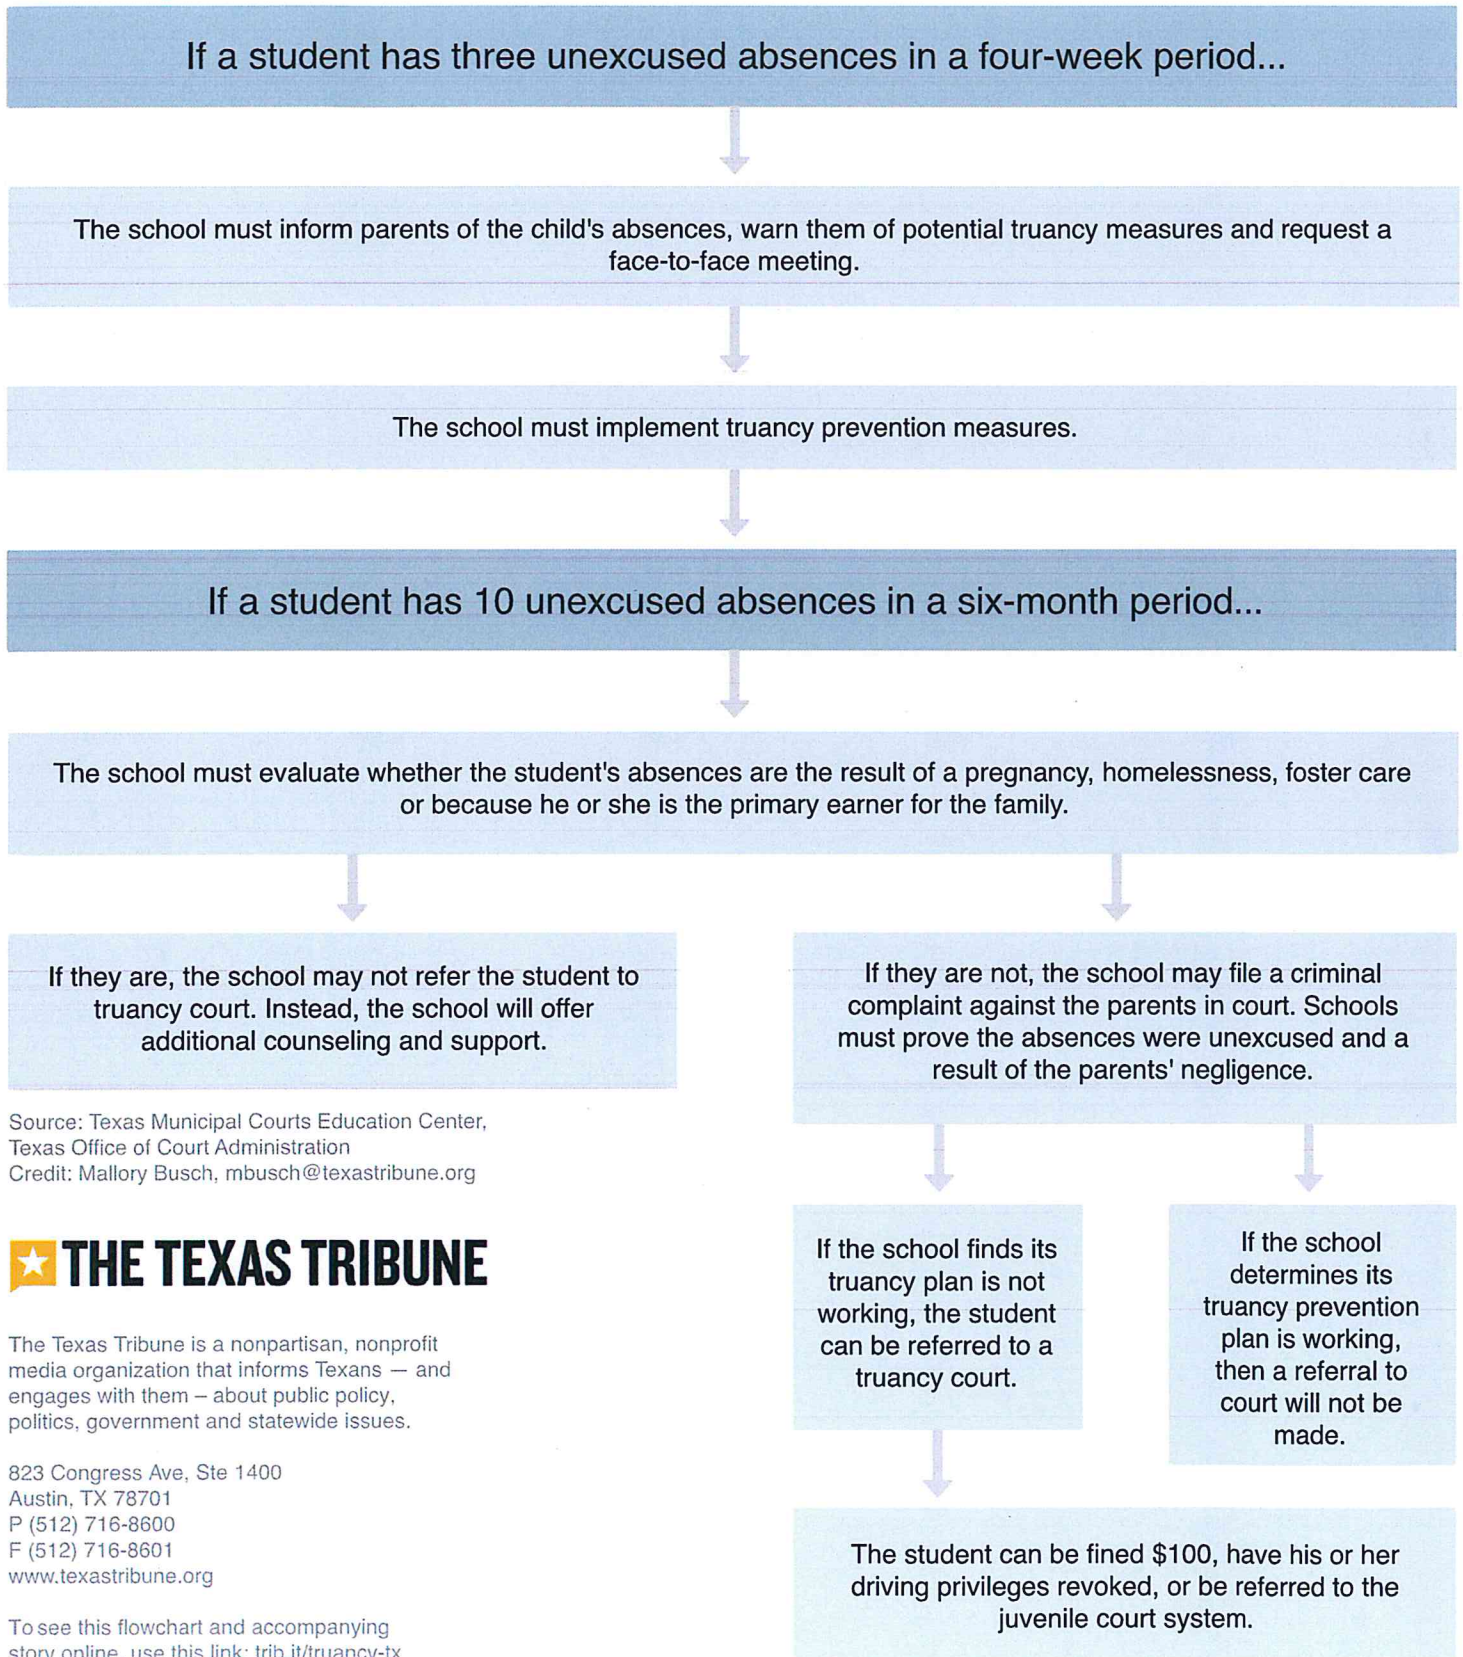 If a student has three unexcused absences in a four-week period...
The school must inform parents of the child's absences, warn them of potential truancy measures and request a
face-to-face meeting.
The school must implement truancy prevention measures.
If a student has 10 unexcused absences in a six-month period...
The school must evaluate whether the student's absences are the result of a pregnancy, homelessness, foster care
or because he or she is the primary earner for the family.
If they are, the school may not refer the student to
truancy court. Instead, the school will offer
additional counseling and support.
If they are not, the school may file a criminal
complaint against the parents in court. Schools
must prove the absences were unexcused and a
result of the parents' negligence.
If the school finds its
truancy plan is not
working, the student
can be referred to a
truancy court.
If the school
determines its
truancy prevention
plan is working,
then a referral to
court will not be
made.
The student can be fined $100, have his or her
driving privileges revoked, or be referred to the
juvenile court system.
Source: Texas Municipal Courts Education Center,
Texas Office of Court Administration
Credit: Mallory Busch, mbusch@texastribune.org
THE TEXAS TRIBUNE
The Texas Tribune is a nonpartisan, nonprofit
media organization that informs Texans — and
engages with them – about public policy,
politics, government and statewide issues.
823 Congress Ave, Ste 1400
Austin, TX 78701
P (512) 716-8600
F (512) 716-8601
www.texastribune.org
To see this flowchart and accompanying
story online, use this link: trib.it/truancy-tx